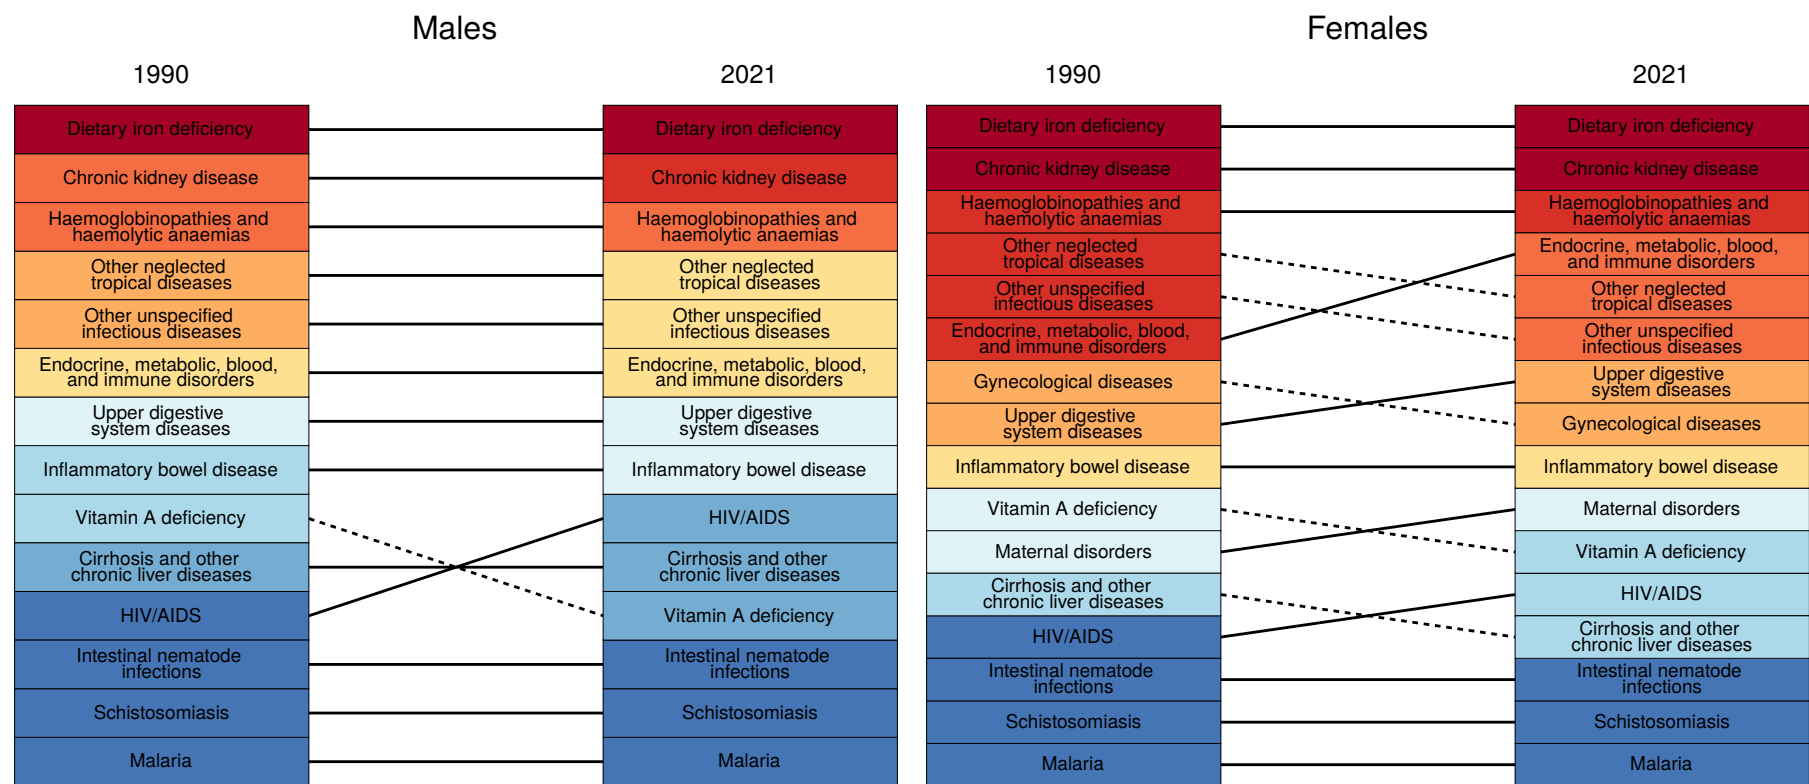 Males
Females
1990
2021
1990
2021
Dietary iron deficiency
Chronic kidney disease
Haemoglobinopathies and
haemolytic anaemias
Other neglected
tropical diseases
Other unspecified
infectious diseases
Endocrine, metabolic, blood,
and immune disorders
Upper digestive
system diseases
Inflammatory bowel disease
Vitamin A deficiency
Cirrhosis and other
chronic liver diseases
HIV/AIDS
Intestinal nematode
infections
Schistosomiasis
Malaria
Dietary iron deficiency
Chronic kidney disease
Haemoglobinopathies and
haemolytic anaemias
Other neglected
tropical diseases
Other unspecified
infectious diseases
Endocrine, metabolic, blood,
and immune disorders
Upper digestive
system diseases
Inflammatory bowel disease
HIV/AIDS
Cirrhosis and other
chronic liver diseases
Vitamin A deficiency
Intestinal nematode
infections
Schistosomiasis
Malaria
Dietary iron deficiency
Chronic kidney disease
Haemoglobinopathies and
haemolytic anaemias
Other neglected
tropical diseases
Other unspecified
infectious diseases
Endocrine, metabolic, blood,
and immune disorders
Gynecological diseases
Upper digestive
system diseases
Inflammatory bowel disease
Vitamin A deficiency
Maternal disorders
Cirrhosis and other
chronic liver diseases
HIV/AIDS
Intestinal nematode
infections
Schistosomiasis
Malaria
Dietary iron deficiency
Chronic kidney disease
Haemoglobinopathies and
haemolytic anaemias
Endocrine, metabolic, blood,
and immune disorders
Other neglected
tropical diseases
Other unspecified
infectious diseases
Upper digestive
system diseases
Gynecological diseases
Inflammatory bowel disease
Maternal disorders
Vitamin A deficiency
HIV/AIDS
Cirrhosis and other
chronic liver diseases
Intestinal nematode
infections
Schistosomiasis
Malaria